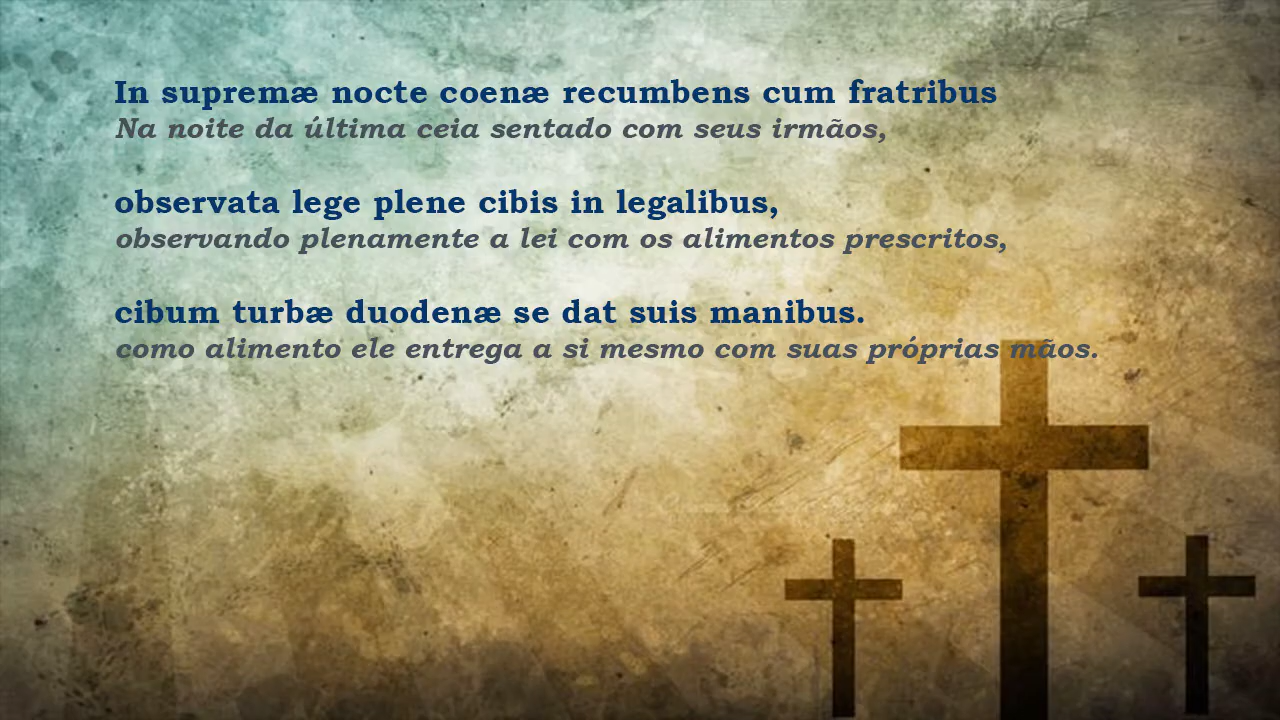 In supremæ nocte coenæ recumbens cum fratribus
Na noite da última ceia sentado com seus irmãos,
observata lege plene cibis in legalibus,
observando plenamente a lei com os alimentos prescritos,
cibum turbæ duodenæ se dat suis manibus.
como alimento ele entrega a si mesmo com suas próprias mãos.